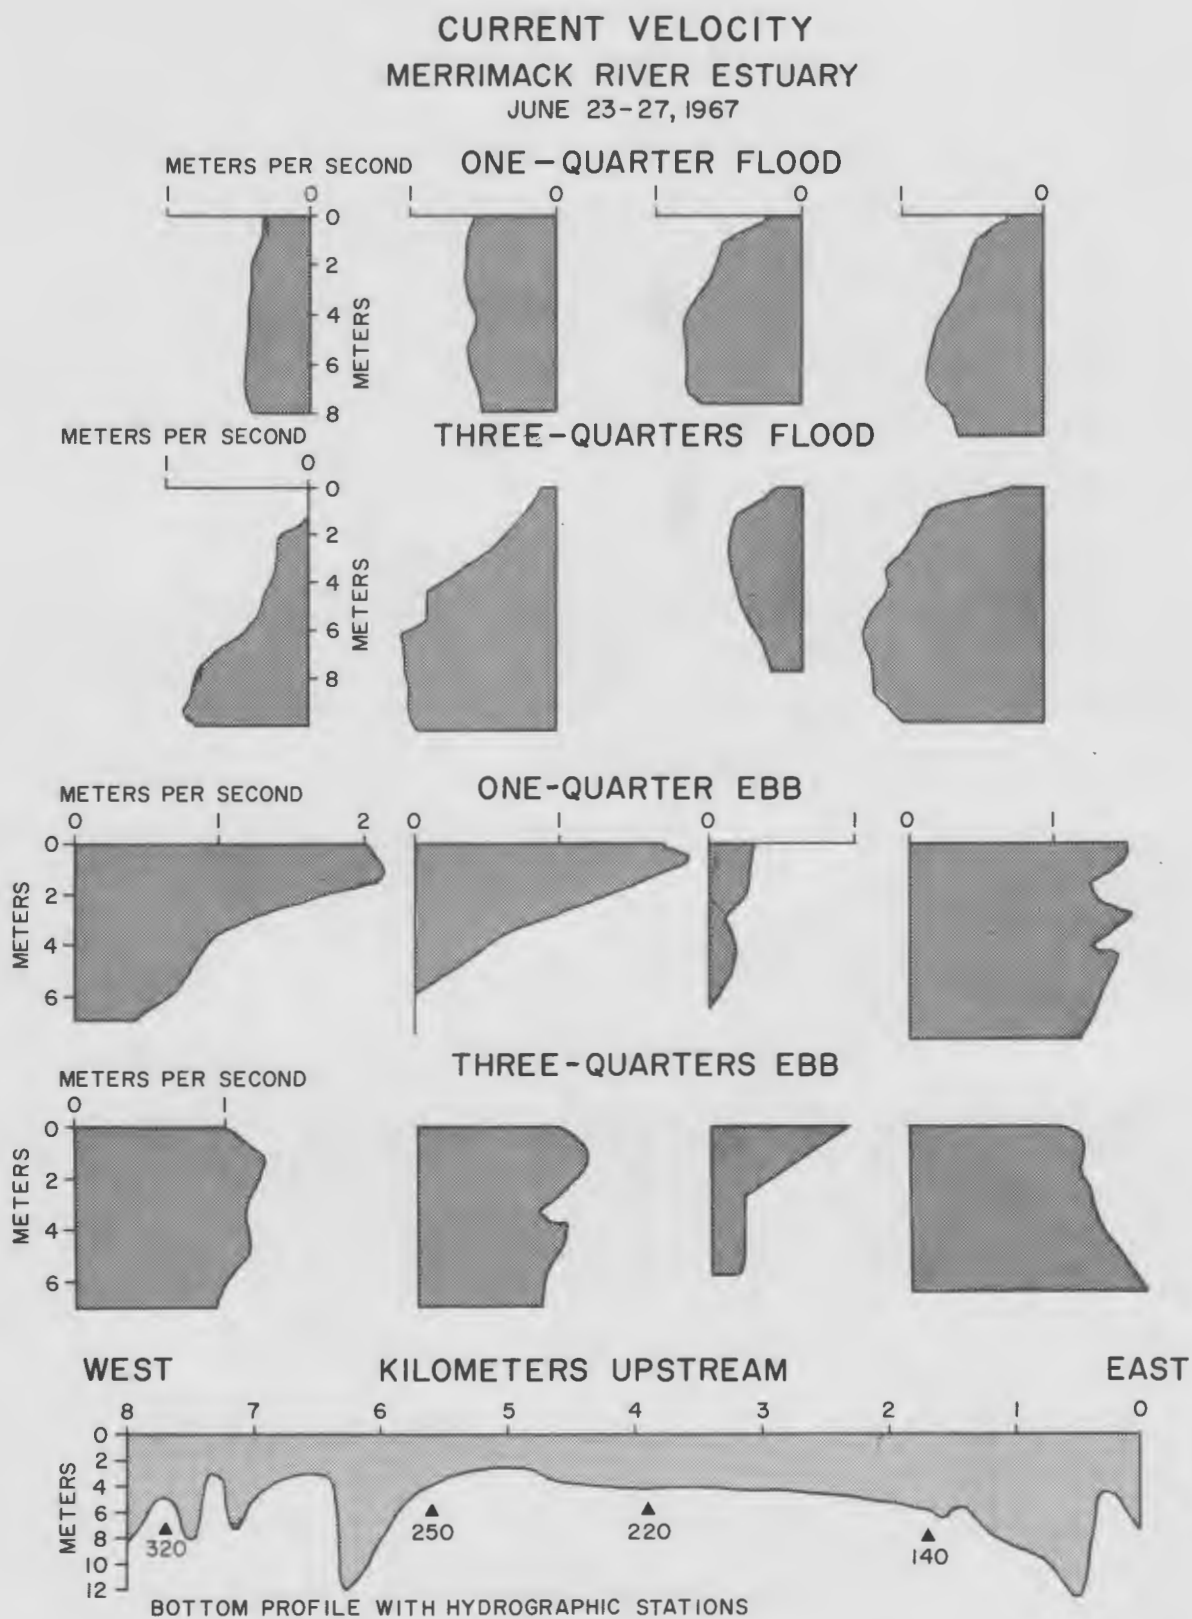 CURRENT VELOCITY
MERRIMACK RIVER ESTUARY
JUNE 23-27, 1967
METERS PER SECOND ONE-QUARTER FLOOD
1 0 1 0 1 0 1 0
0
2
4
6
8
METERS
METERS PER SECOND THREE-QUARTERS FLOOD
1 0
0
2
4
6
8
METERS
METERS PER SECOND ONE-QUARTER EBB
0 1 2 0 1 0 1 0 1
0
2
4
6
METERS
METERS PER SECOND THREE-QUARTERS EBB
0 1
0
2
4
6
METERS
WEST KILOMETERS UPSTREAM EAST
8 7 6 5 4 3 2 1 0
0
2
4
6
8
10
12
METERS
320 250 220 140
BOTTOM PROFILE WITH HYDROGRAPHIC STATIONS